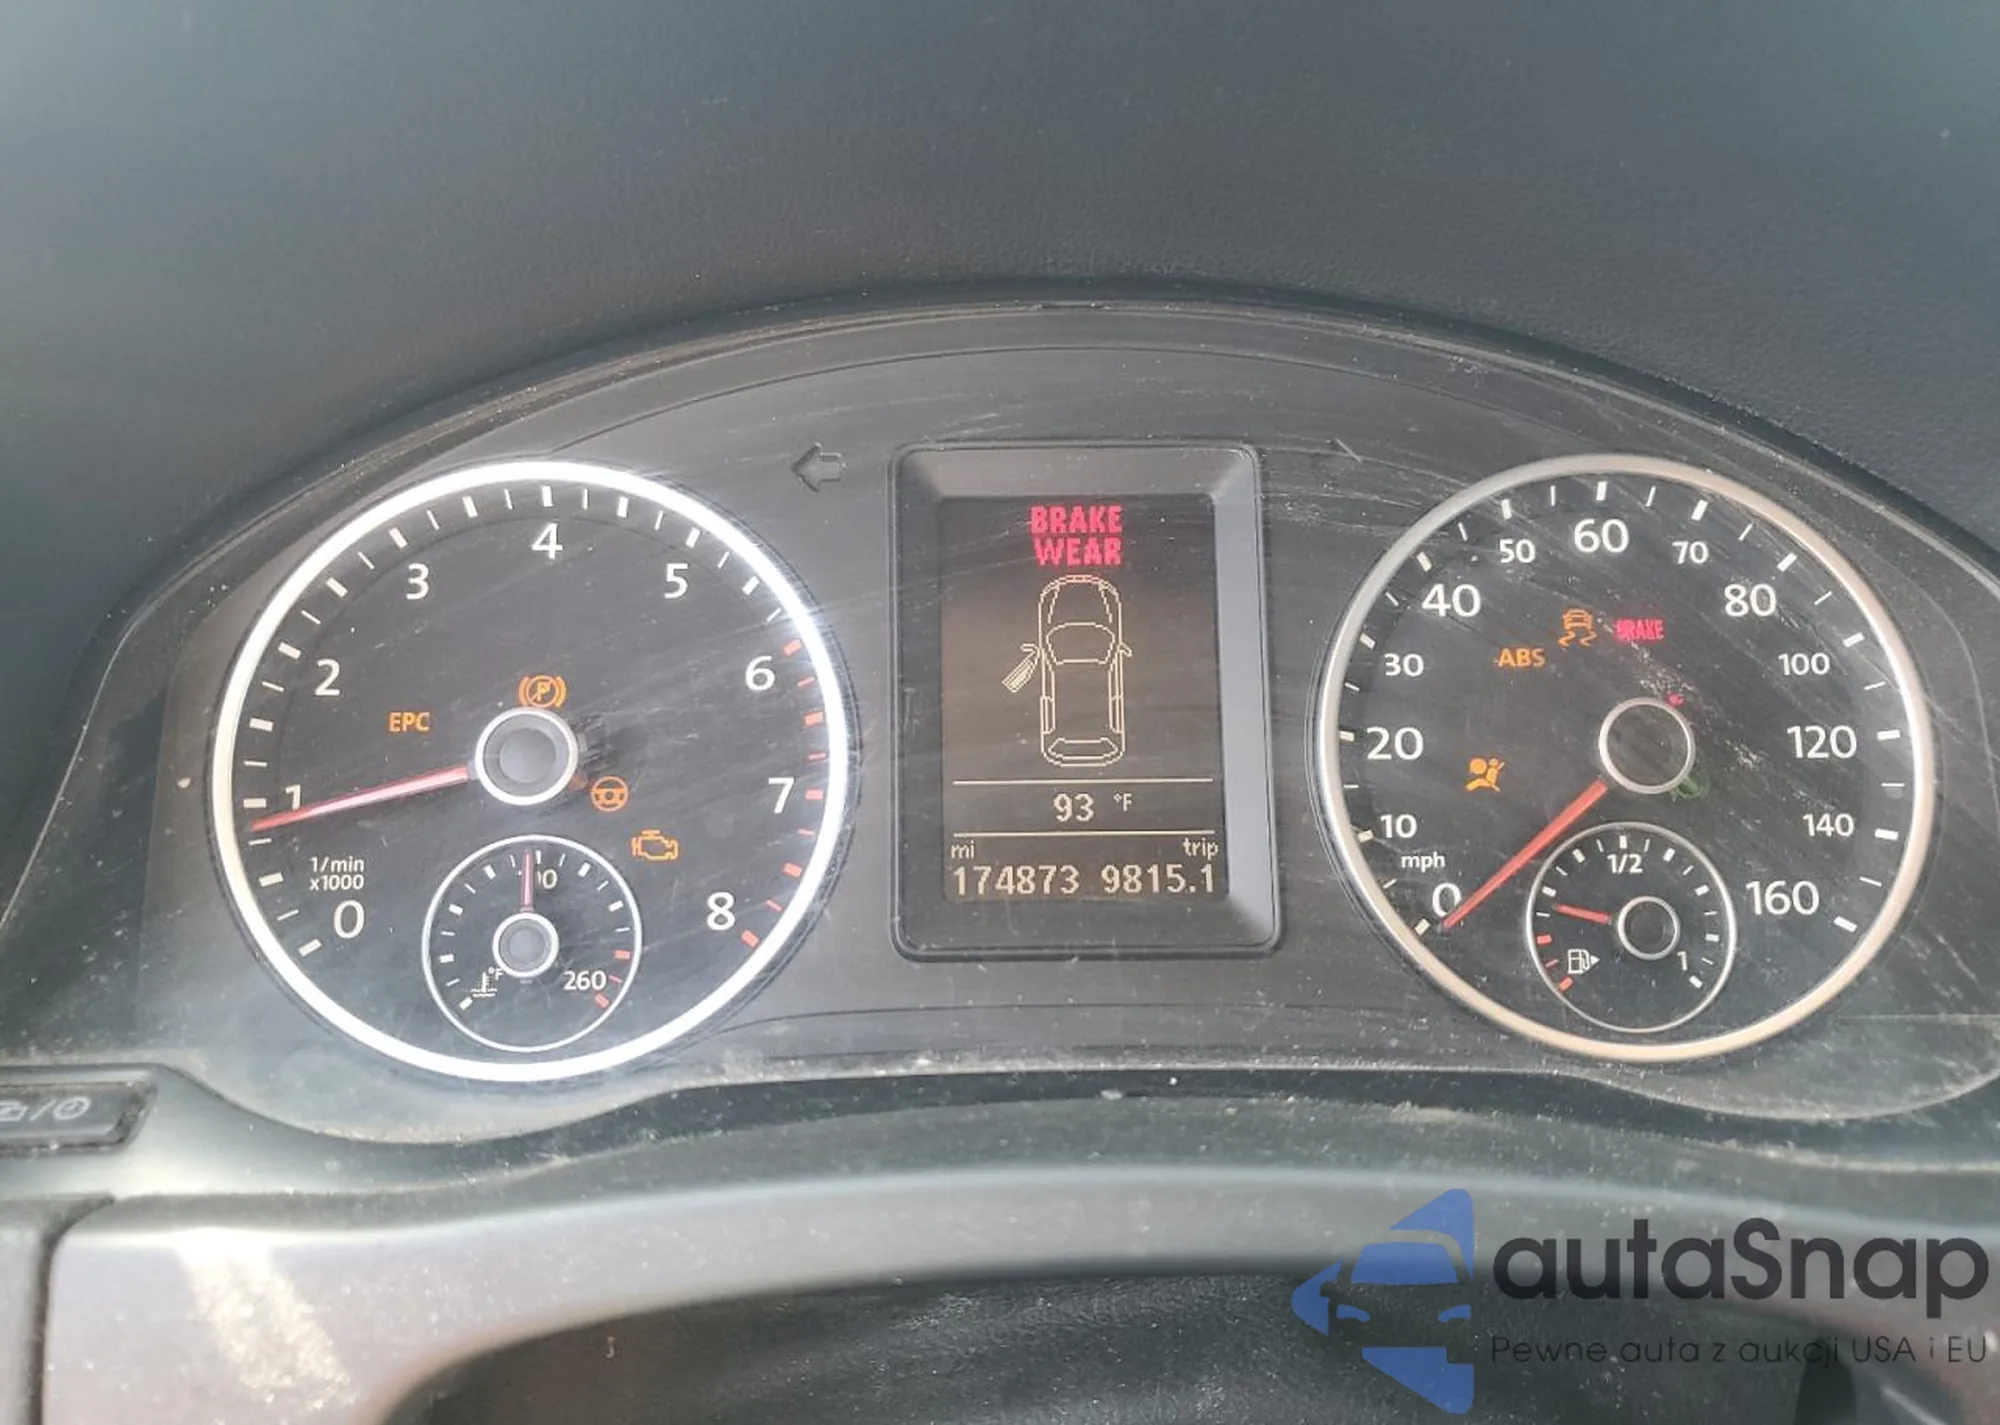 BRAKE
WEAR
93 °F
mi trip
174873 9815.1
0
1
2
3
4
5
6
7
8
EPC
P
1/min
x1000
°F
260
0
10
20
30
40
50
60
70
80
100
120
140
160
mph
ABS
BRAKE
1/2
1
autaSnap
Pewne auta z aukcji USA i EU